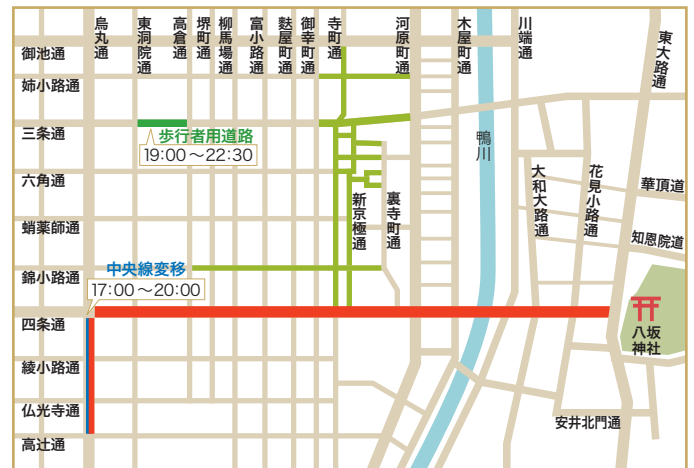 烏丸通
東洞院通
高倉通
堺町通
柳馬場通
富小路通
麩屋町通
御幸町通
寺町通
河原町通
木屋町通
川端通
東大路通
御池通
姉小路通
三条通
歩行者用道路
19:00～22:30
鴨川
六角通
新京極通
裏寺町通
大和大路通
花見小路通
華頂道
蛸薬師通
知恩院道
錦小路通
中央線変移
17:00～20:00
四条通
八坂
神社
綾小路通
仏光寺通
安井北門通
高辻通